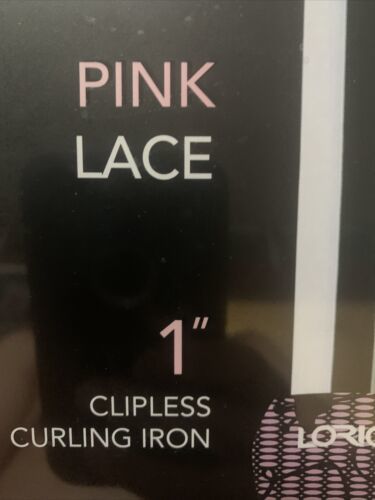 PINK
LACE
1"
CLIPLESS
CURLING IRON